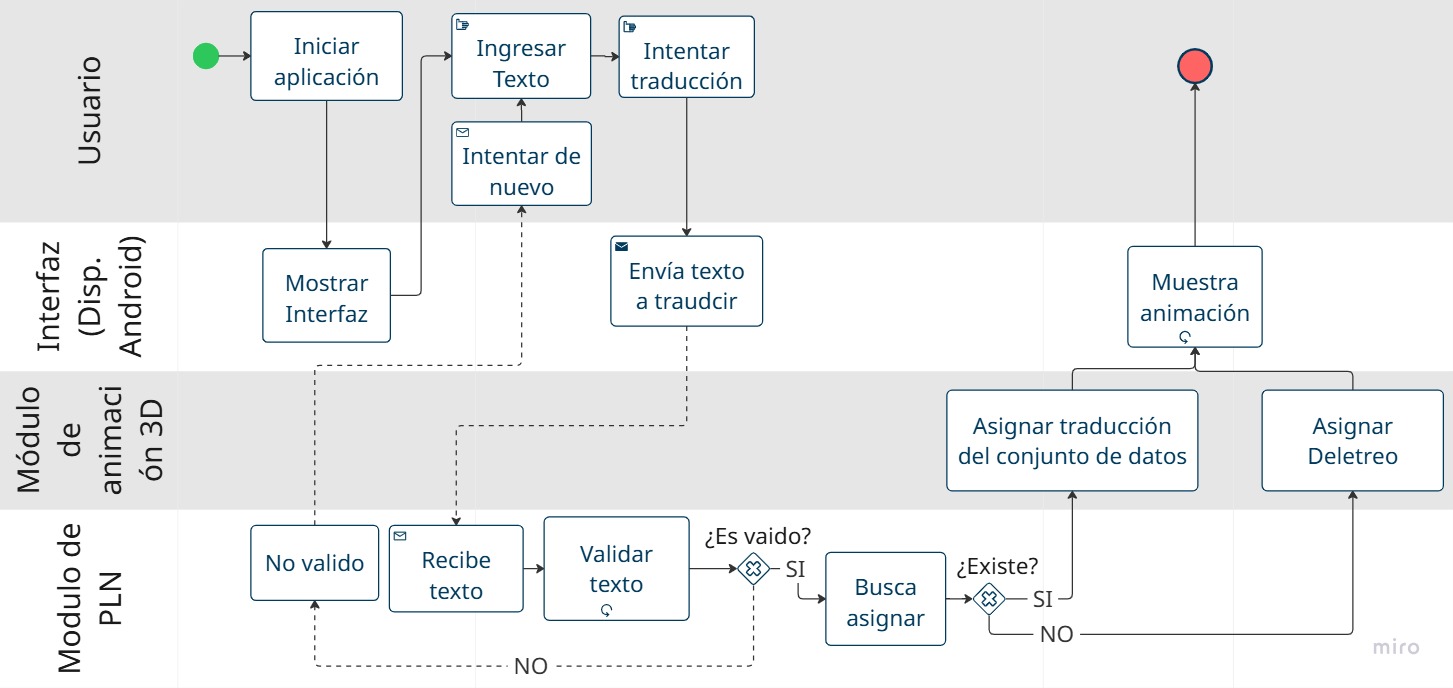 Usuario
Iniciar
aplicación
Ingresar
Texto
Intentar
traducción
Intentar de
nuevo
Interfaz
(Disp.
Android)
Mostrar
Interfaz
Envía texto
a traudcir
Muestra
animación
Módulo
de
animaci
ón 3D
Asignar traducción
del conjunto de datos
Asignar
Deletreo
Modulo de
PLN
No valido
Recibe
texto
Validar
texto
¿Es vaido?
SI
NO
Busca
asignar
¿Existe?
SI
NO
miro